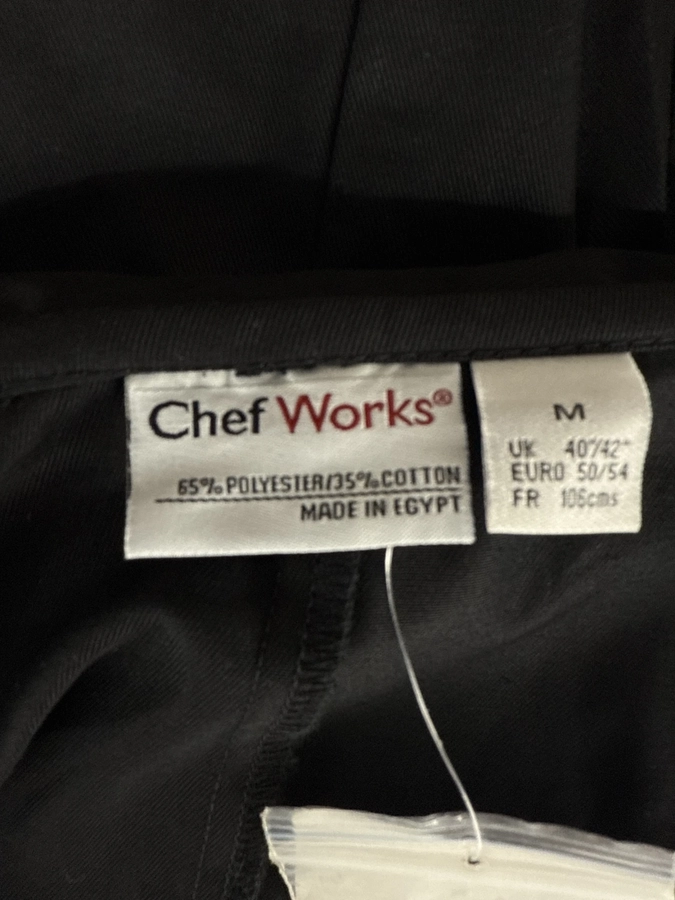 Chef Works®
65% POLYESTER/35% COTTON
MADE IN EGYPT
M
UK 40"/42"
EURO 50/54
FR 106cms